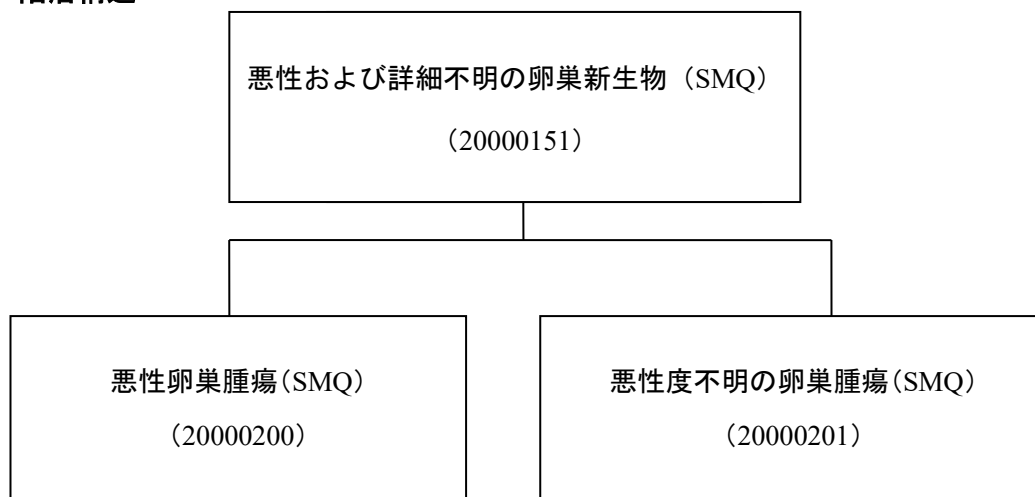 悪性および詳細不明の卵巣新生物（SMQ）
（20000151）
悪性卵巣腫瘍（SMQ）
（20000200）
悪性度不明の卵巣腫瘍（SMQ）
（20000201）